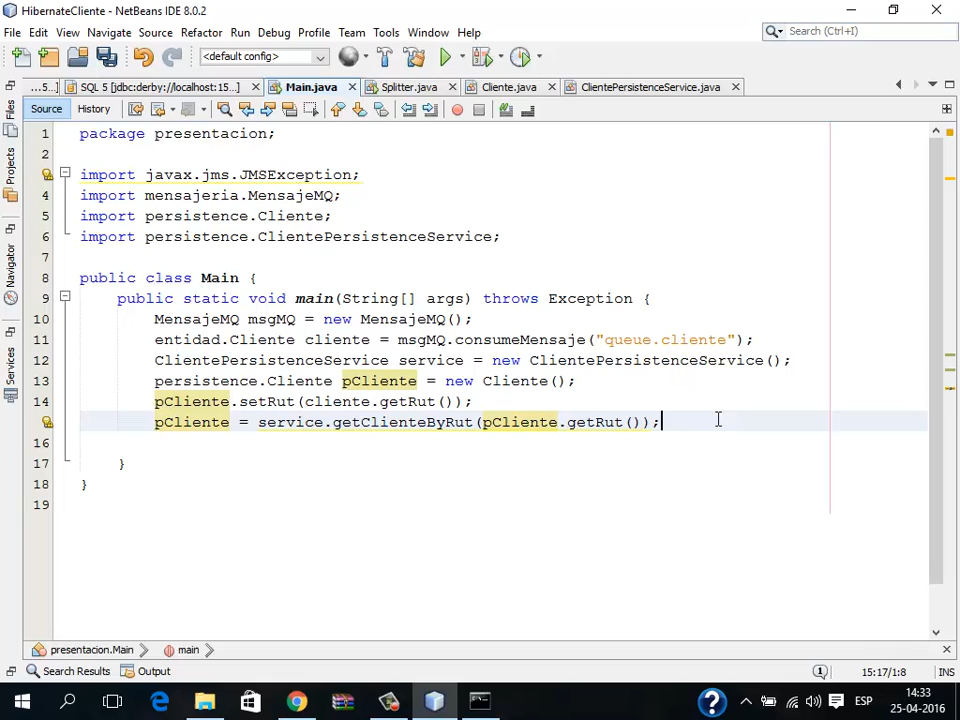 HibernateCliente - NetBeans IDE 8.0.2
File Edit View Navigate Source Refactor Run Debug Profile Team Tools Window Help
Search (Ctrl+I)
<default config>
...5...] SQL 5 [jdbc:derby://localhost:15... Main.java Splitter.java Cliente.java ClientePersistenceService.java
Source History
Files
Projects
Navigator
Services
1 package presentacion;
2
import javax.jms.JMSException;
4 import mensajeria.MensajeMQ;
5 import persistence.Cliente;
6 import persistence.ClientePersistenceService;
7
8 public class Main {
9 public static void main(String[] args) throws Exception {
10 MensajeMQ msgMQ = new MensajeMQ();
11 entidad.Cliente cliente = msgMQ.consumeMensaje("queue.cliente");
12 ClientePersistenceService service = new ClientePersistenceService();
13 persistence.Cliente pCliente = new Cliente();
14 pCliente.setRut(cliente.getRut());
pCliente = service.getClienteByRut(pCliente.getRut());
16
17 }
18 }
19
presentacion.Main main
Search Results Output
1 15:17/1:8 INS
ESP 14:33
25-04-2016